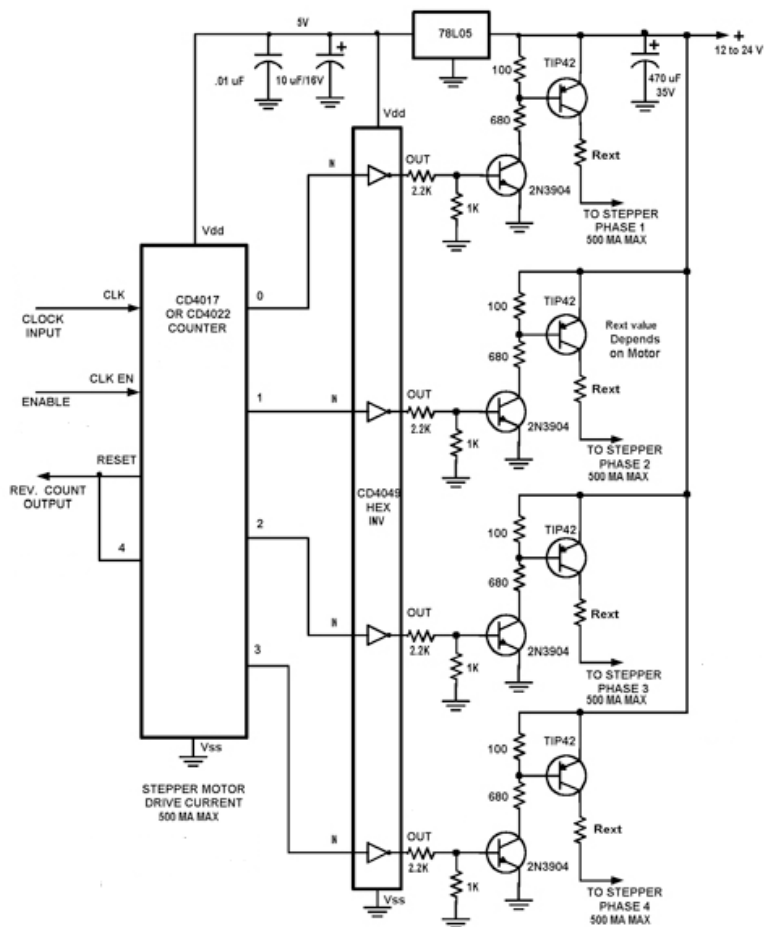 5V
78L05
+
12 to 24 V
.01 uF
+
10 uF/16V
100
TIP42
+
470 uF
35V
680
Vdd
Rext
IN
OUT
2.2K
2N3904
1K
TO STEPPER
PHASE 1
500 MA MAX
Vdd
CLK
CLOCK
INPUT
CD4017
OR CD4022
COUNTER
0
100
TIP42
Rext value
Depends
on Motor
680
CLK EN
ENABLE
1
IN
OUT
2.2K
Rext
2N3904
1K
TO STEPPER
PHASE 2
500 MA MAX
RESET
REV. COUNT
OUTPUT
4
CD4049
HEX
INV
2
100
TIP42
680
Rext
IN
OUT
2.2K
2N3904
1K
TO STEPPER
PHASE 3
500 MA MAX
3
Vss
STEPPER MOTOR
DRIVE CURRENT
500 MA MAX
100
TIP42
680
Rext
IN
OUT
2.2K
2N3904
1K
Vss
TO STEPPER
PHASE 4
500 MA MAX